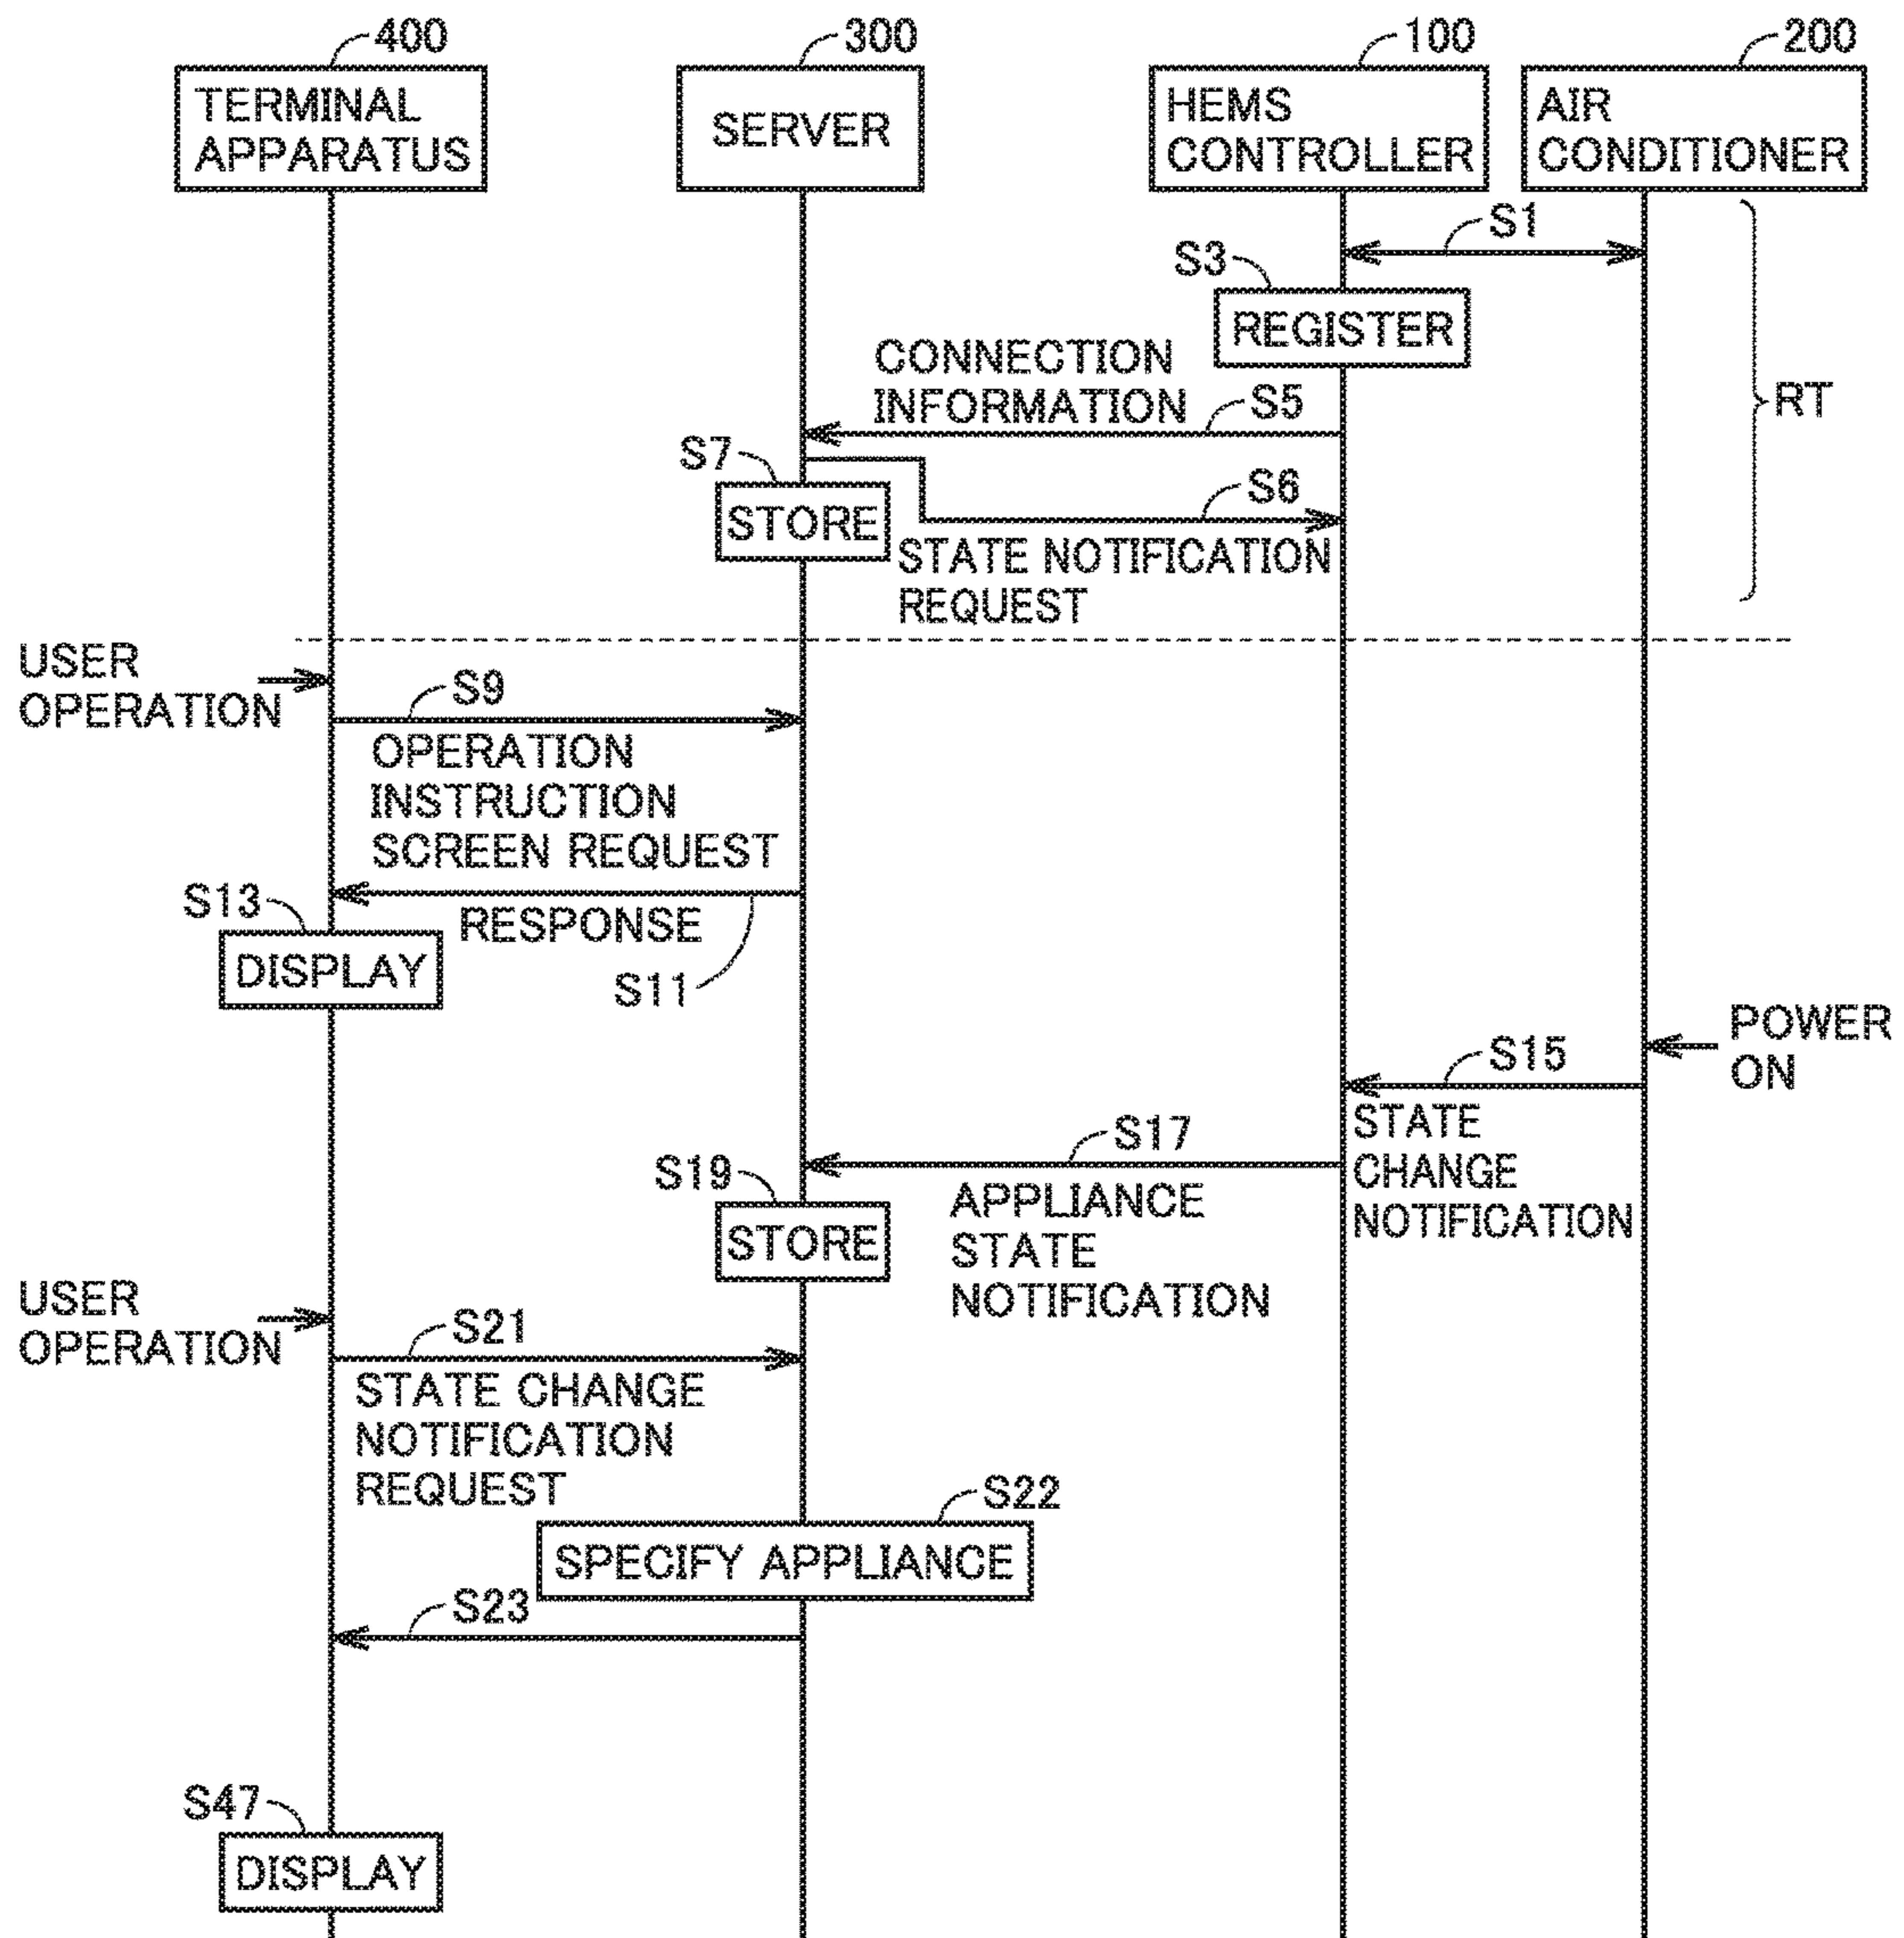 400
300
100
200
TERMINAL
APPARATUS
SERVER
HEMS
CONTROLLER
AIR
CONDITIONER
S1
S3
REGISTER
CONNECTION
INFORMATION
S5
RT
S7
STORE
S6
STATE NOTIFICATION
REQUEST
USER
OPERATION
S9
OPERATION
INSTRUCTION
SCREEN REQUEST
S13
RESPONSE
DISPLAY
S11
POWER
ON
S15
STATE
CHANGE
NOTIFICATION
S17
S19
APPLIANCE
STATE
NOTIFICATION
STORE
USER
OPERATION
S21
STATE CHANGE
NOTIFICATION
REQUEST
S22
SPECIFY APPLIANCE
S23
S47
DISPLAY